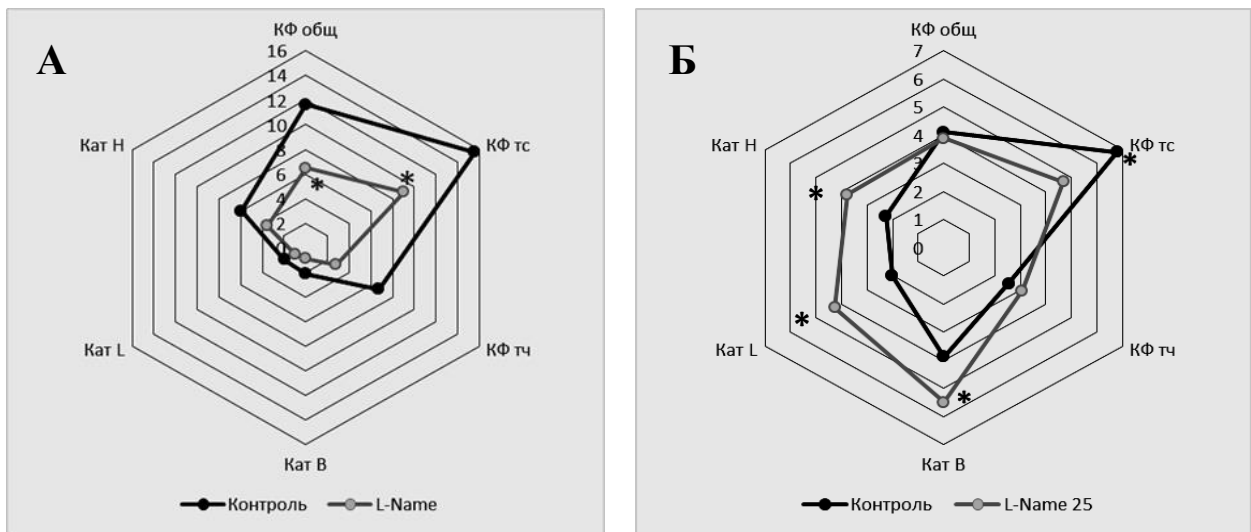 А
КФ общ
16
14
12
10
8
6
4
2
0
КФ тс
КФ тч
Кат B
Кат L
Кат H
*
*
Контроль
L-Name
Б
КФ общ
7
6
5
4
3
2
1
0
КФ тс
КФ тч
Кат B
Кат L
Кат H
*
*
*
*
Контроль
L-Name 25